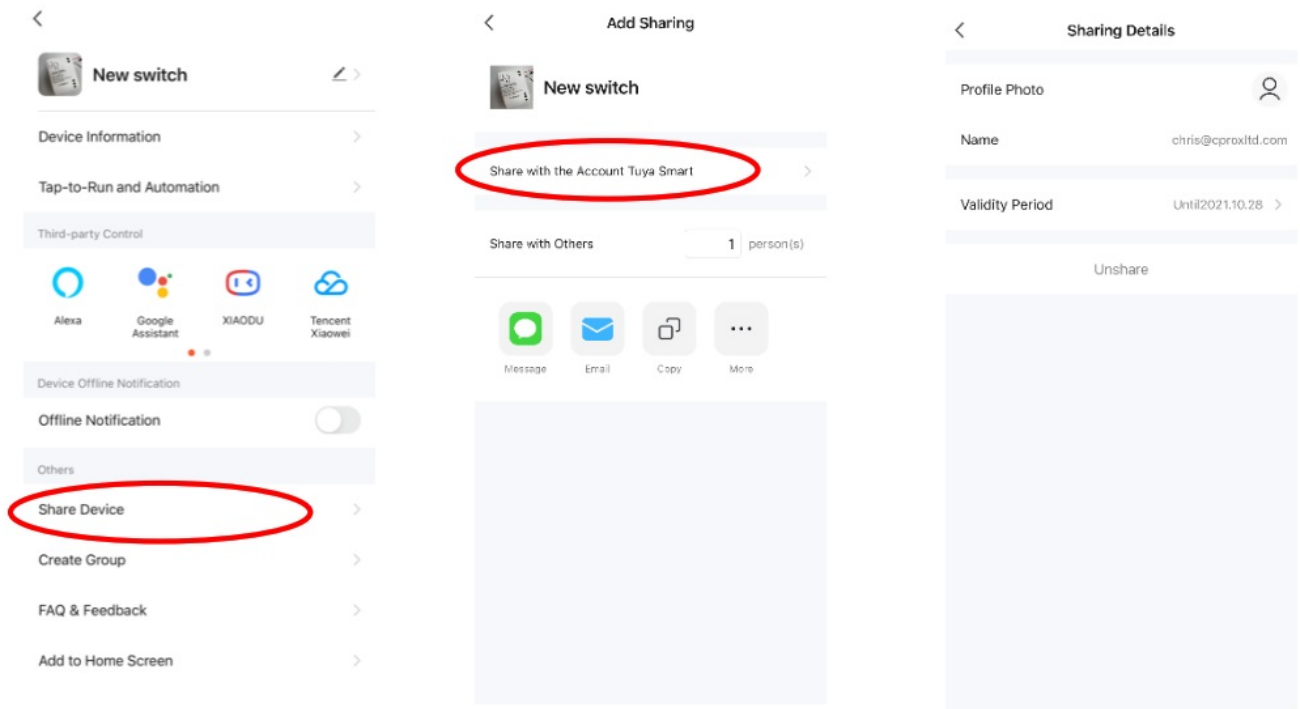 New switch
Device Information
Tap-to-Run and Automation
Third-party Control
Alexa
Google
Assistant
XIAODU
Tencent
Xiaowei
Device Offline Notification
Offline Notification
Others
Share Device
Create Group
FAQ & Feedback
Add to Home Screen
Add Sharing
New switch
Share with the Account Tuya Smart
Share with Others 1 person(s)
Message Email Copy More
Sharing Details
Profile Photo
Name chris@cproxltd.com
Validity Period Until2021.10.28
Unshare